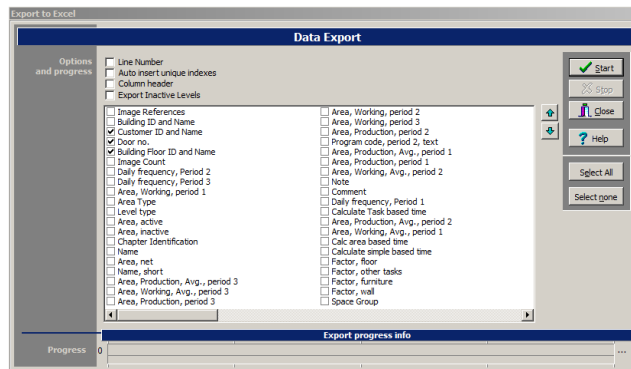 Export to Excel
Data Export
Options
and progress
Line Number
Auto insert unique indexes
Column header
Export Inactive Levels
Image References
Building ID and Name
Customer ID and Name
Door no.
Building Floor ID and Name
Image Count
Daily frequency, Period 2
Daily frequency, Period 3
Area, Working, period 1
Area Type
Level type
Area, active
Area, inactive
Chapter Identification
Name
Area, net
Name, short
Area, Production, Avg., period 3
Area, Working, Avg., period 3
Area, Production, period 3
Area, Working, period 2
Area, Working, period 3
Area, Production, period 2
Program code, period 2, text
Area, Production, Avg., period 1
Area, Production, period 1
Area, Working, Avg., period 2
Note
Comment
Daily frequency, Period 1
Calculate Task based time
Area, Production, Avg., period 2
Area, Working, Avg., period 1
Calc area based time
Calculate simple based time
Factor, floor
Factor, other tasks
Factor, furniture
Factor, wall
Space Group
Start
Stop
Close
Help
Select All
Select none
Export progress info
Progress
0
...